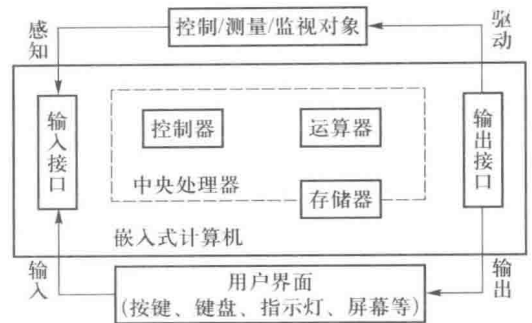 感知
控制/测量/监视对象
驱动
输入接口
控制器
运算器
输出接口
中央处理器
存储器
嵌入式计算机
输入
用户界面
(按键、键盘、指示灯、屏幕等)
输出